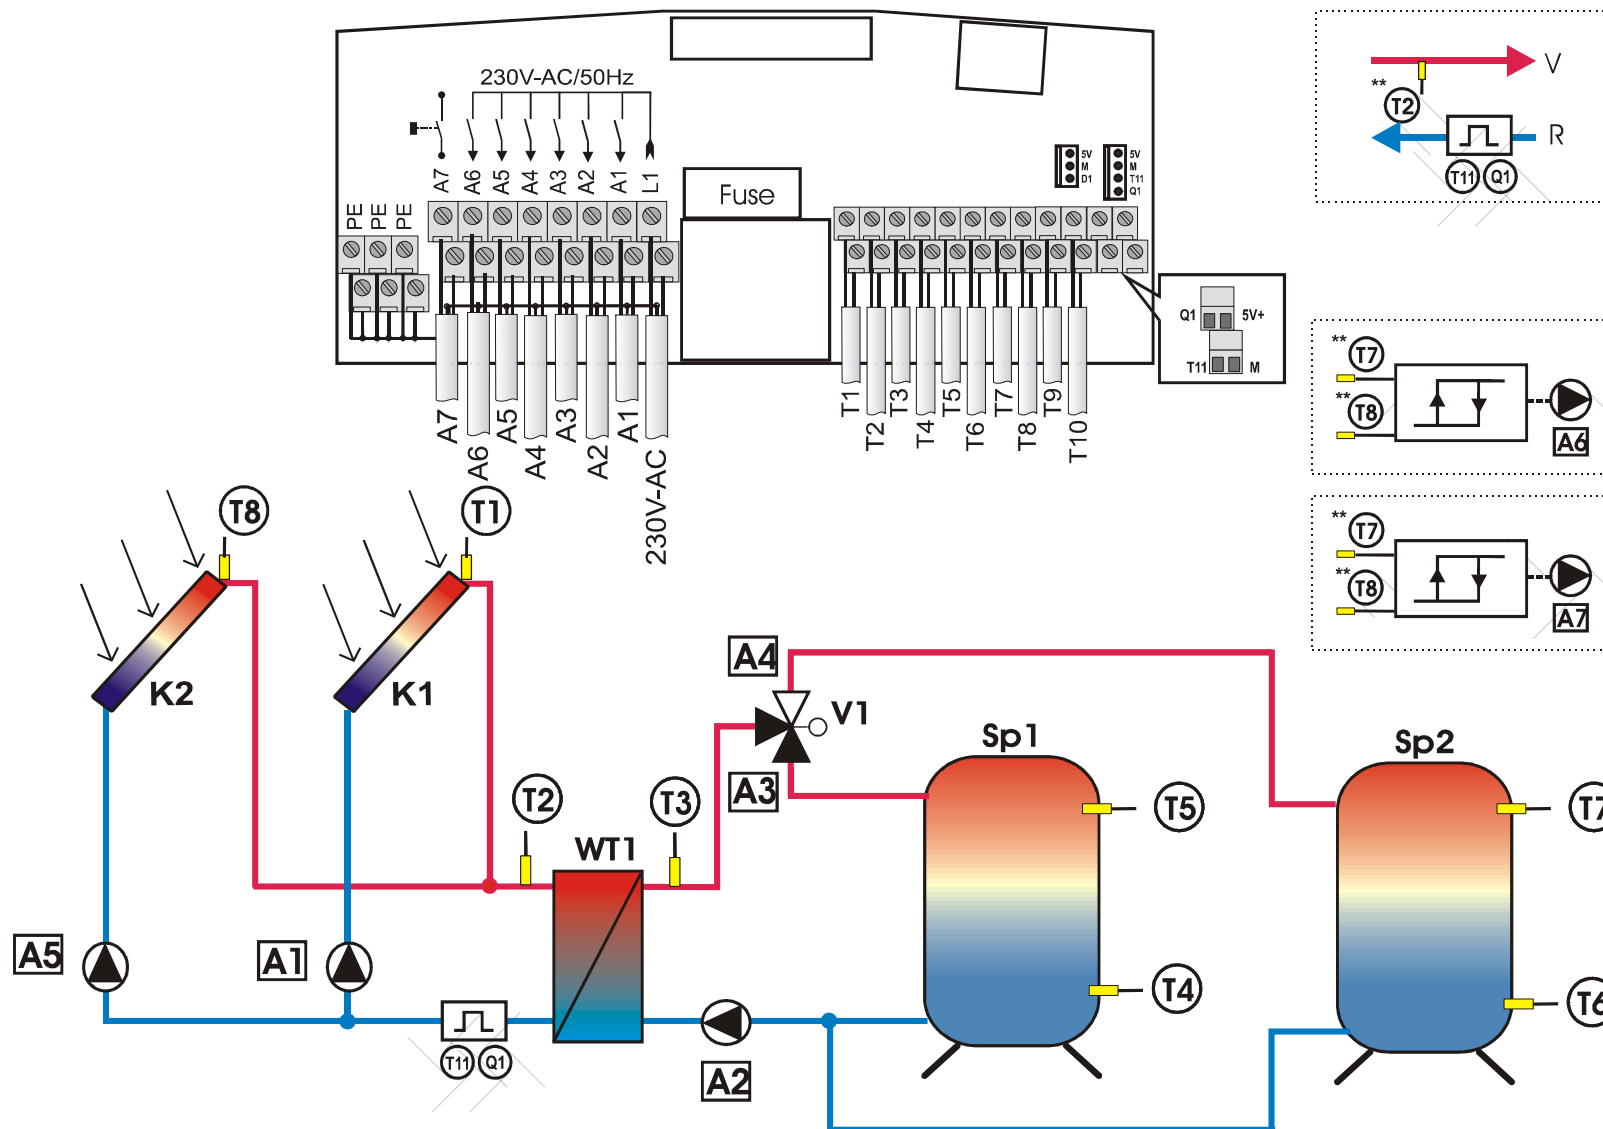 230V-AC/50Hz
A7 A6 A5 A4 A3 A2 A1 L1
PE PE PE
Fuse
5V
M
D1
5V
M
T11
Q1
Q1 5V+
T11 M
A7 A6 A5 A4 A3 A2 A1 230V-AC
T1 T2 T3 T4 T5 T6 T7 T8 T9 T10
V
** T2
R
T11 Q1
** T7
** T8
A6
** T7
** T8
A7
T8 T1
K2 K1
A4
V1
A3
Sp1
Sp2
T2 T3
WT1
T5 T7
A5 A1
T4 T6
T11 Q1
A2